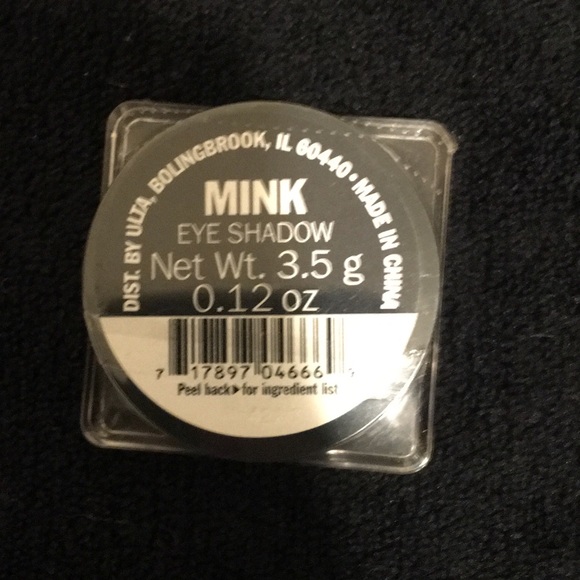 DIST. BY ULTA, BOLINGBROOK, IL 60440 • MADE IN CHINA
MINK
EYE SHADOW
Net Wt. 3.5 g
0.12 oz
7 17897 04666
Peel back▶for ingredient list